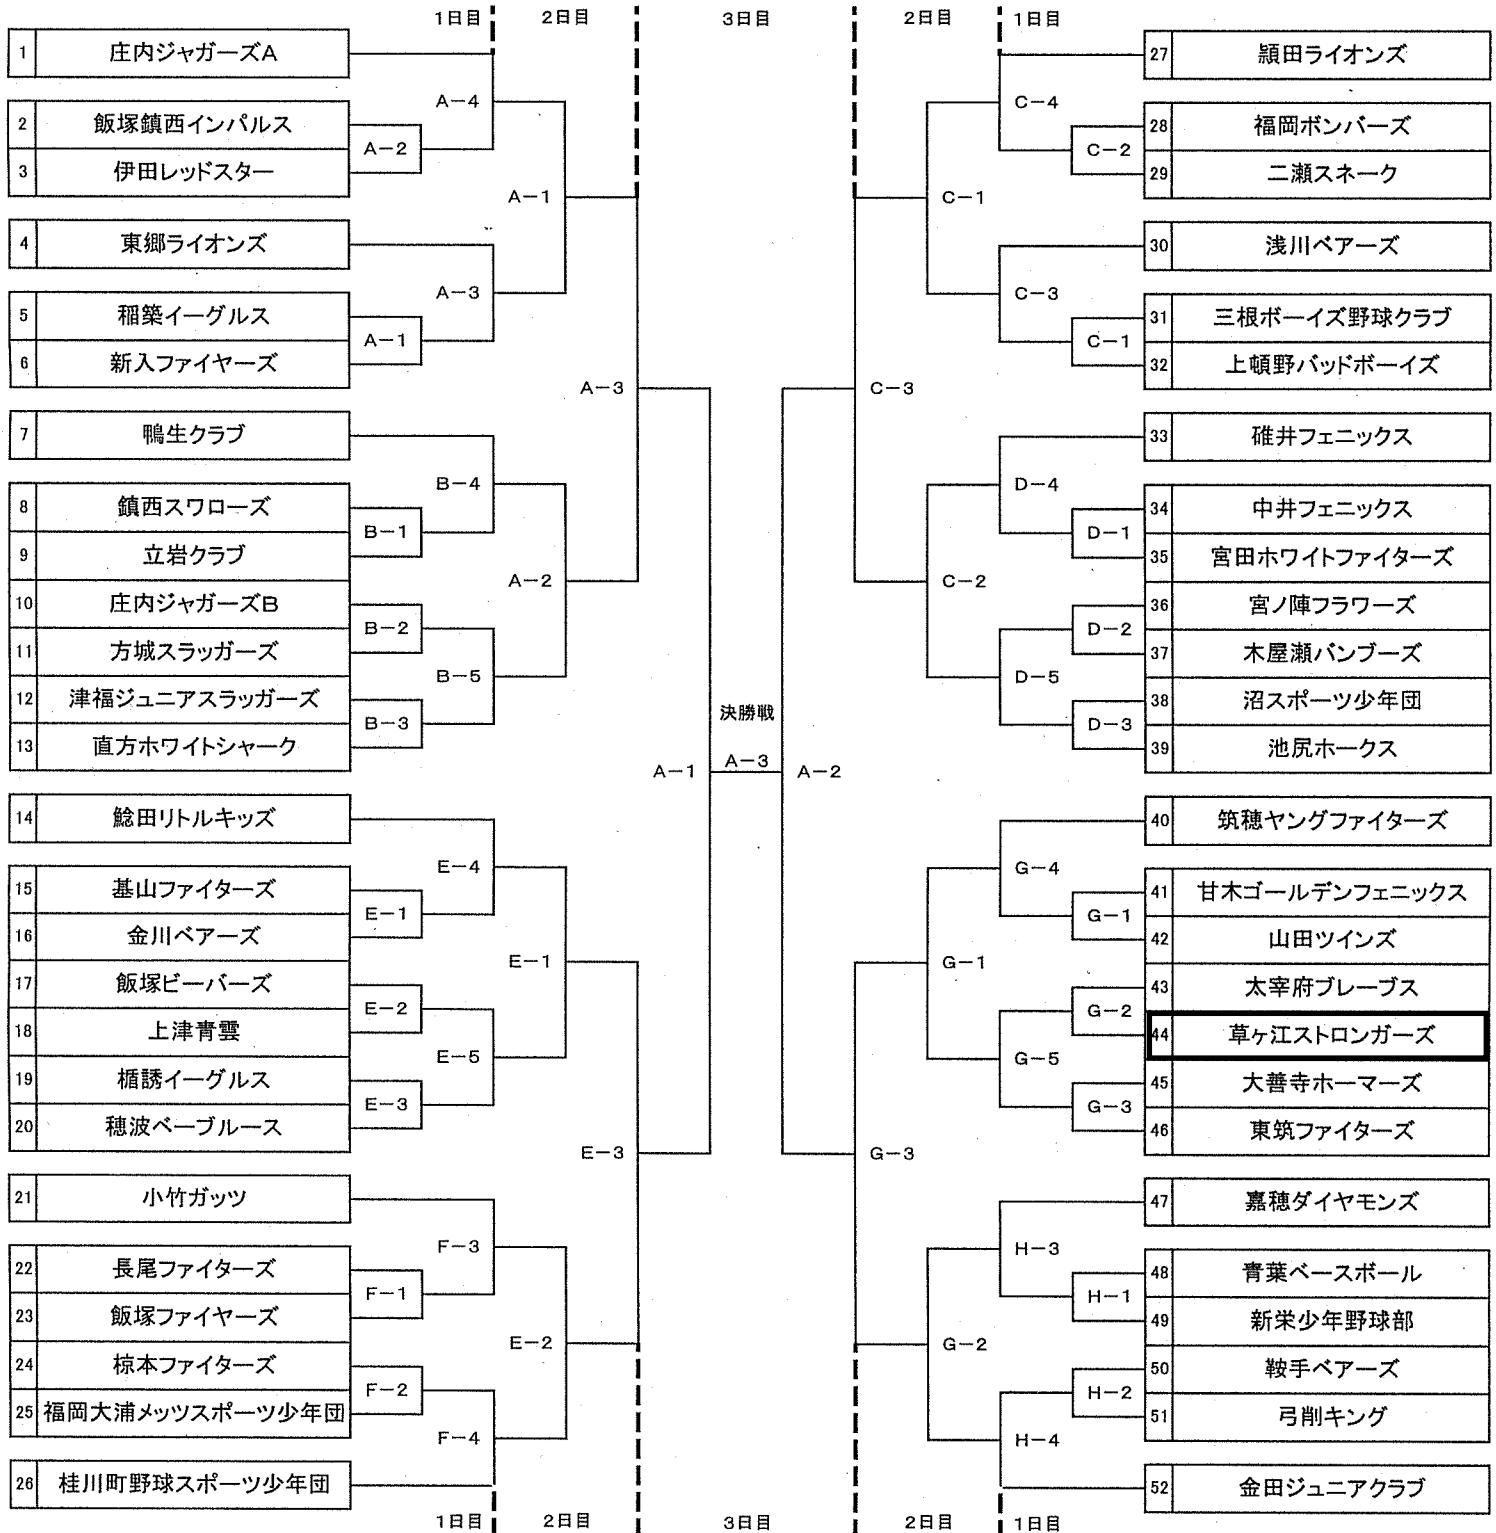 1日目 2日目 3日目 2日目 1日目
1 庄内ジャガーズA
2 飯塚鎮西インパルス
3 伊田レッドスター
4 東郷ライオンズ
5 稲築イーグルス
6 新入ファイヤーズ
7 鴨生クラブ
8 鎮西スワローズ
9 立岩クラブ
10 庄内ジャガーズB
11 方城スラッガーズ
12 津福ジュニアスラッガーズ
13 直方ホワイトシャーク
14 鯰田リトルキッズ
15 基山ファイターズ
16 金川ベアーズ
17 飯塚ビーバーズ
18 上津青雲
19 楯誘イーグルス
20 穂波ベーブルース
21 小竹ガッツ
22 長尾ファイターズ
23 飯塚ファイヤーズ
24 椋本ファイターズ
25 福岡大浦メッツスポーツ少年団
26 桂川町野球スポーツ少年団
A-4
A-2
A-3
A-1
B-4
B-1
B-2
B-5
B-3
E-4
E-1
E-2
E-5
E-3
F-3
F-1
F-2
F-4
A-1
A-2
E-1
E-2
A-3
E-3
A-1
決勝戦
A-3
A-2
C-3
G-3
C-1
C-2
G-1
G-2
C-4
C-2
C-3
C-1
D-4
D-1
D-2
D-5
D-3
G-4
G-1
G-2
G-5
G-3
H-3
H-1
H-2
H-4
27 頴田ライオンズ
28 福岡ボンバーズ
29 二瀬スネーク
30 浅川ベアーズ
31 三根ボーイズ野球クラブ
32 上頓野バッドボーイズ
33 碓井フェニックス
34 中井フェニックス
35 宮田ホワイトファイターズ
36 宮ノ陣フラワーズ
37 木屋瀬バンブーズ
38 沼スポーツ少年団
39 池尻ホークス
40 筑穂ヤングファイターズ
41 甘木ゴールデンフェニックス
42 山田ツインズ
43 太宰府ブレーブス
44 草ヶ江ストロンガーズ
45 大善寺ホーマーズ
46 東筑ファイターズ
47 嘉穂ダイヤモンズ
48 青葉ベースボール
49 新栄少年野球部
50 鞍手ベアーズ
51 弓削キング
52 金田ジュニアクラブ
1日目 2日目 3日目 2日目 1日目